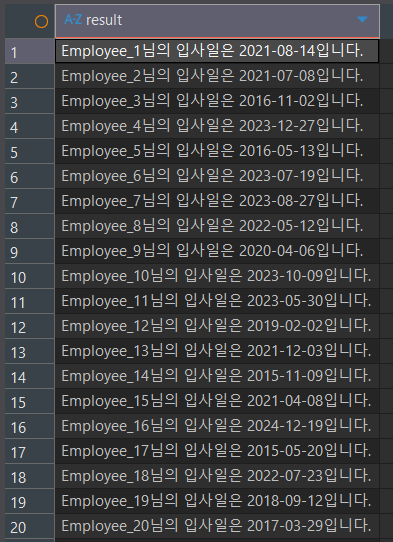 A-Z result
1 Employee_1님의 입사일은 2021-08-14입니다.
2 Employee_2님의 입사일은 2021-07-08입니다.
3 Employee_3님의 입사일은 2016-11-02입니다.
4 Employee_4님의 입사일은 2023-12-27입니다.
5 Employee_5님의 입사일은 2016-05-13입니다.
6 Employee_6님의 입사일은 2023-07-19입니다.
7 Employee_7님의 입사일은 2023-08-27입니다.
8 Employee_8님의 입사일은 2022-05-12입니다.
9 Employee_9님의 입사일은 2020-04-06입니다.
10 Employee_10님의 입사일은 2023-10-09입니다.
11 Employee_11님의 입사일은 2023-05-30입니다.
12 Employee_12님의 입사일은 2019-02-02입니다.
13 Employee_13님의 입사일은 2021-12-03입니다.
14 Employee_14님의 입사일은 2015-11-09입니다.
15 Employee_15님의 입사일은 2021-04-08입니다.
16 Employee_16님의 입사일은 2024-12-19입니다.
17 Employee_17님의 입사일은 2015-05-20입니다.
18 Employee_18님의 입사일은 2022-07-23입니다.
19 Employee_19님의 입사일은 2018-09-12입니다.
20 Employee_20님의 입사일은 2017-03-29입니다.